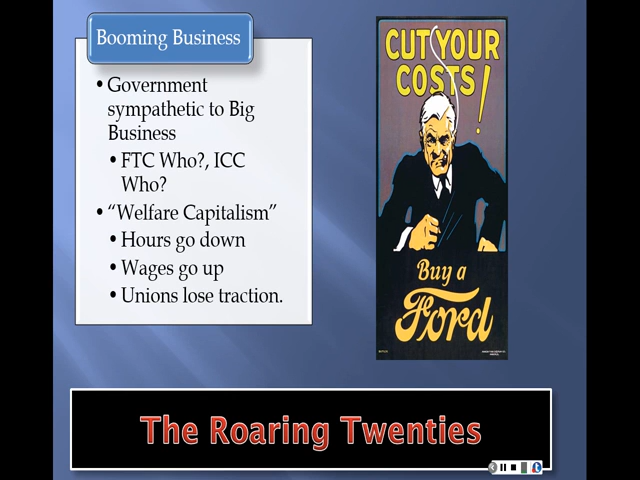 Booming Business
•Government
sympathetic to Big
Business
•FTC Who?, ICC
Who?
•“Welfare Capitalism”
•Hours go down
•Wages go up
•Unions lose traction.
CUT YOUR
COSTS!
Buy a
Ford
The Roaring Twenties